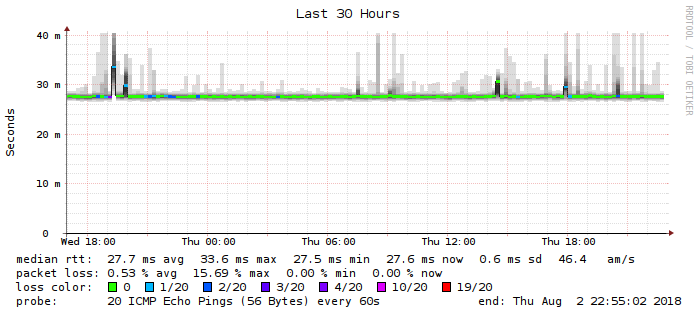 Last 30 Hours
RRDTOOL / TOBI OETIKER
Seconds
40 m
30 m
20 m
10 m
0
Wed 18:00 Thu 00:00 Thu 06:00 Thu 12:00 Thu 18:00
median rtt: 27.7 ms avg 33.6 ms max 27.5 ms min 27.6 ms now 0.6 ms sd 46.4 am/s
packet loss: 0.53 % avg 15.69 % max 0.00 % min 0.00 % now
loss color: 0 1/20 2/20 3/20 4/20 10/20 19/20
probe: 20 ICMP Echo Pings (56 Bytes) every 60s end: Thu Aug 2 22:55:02 2018